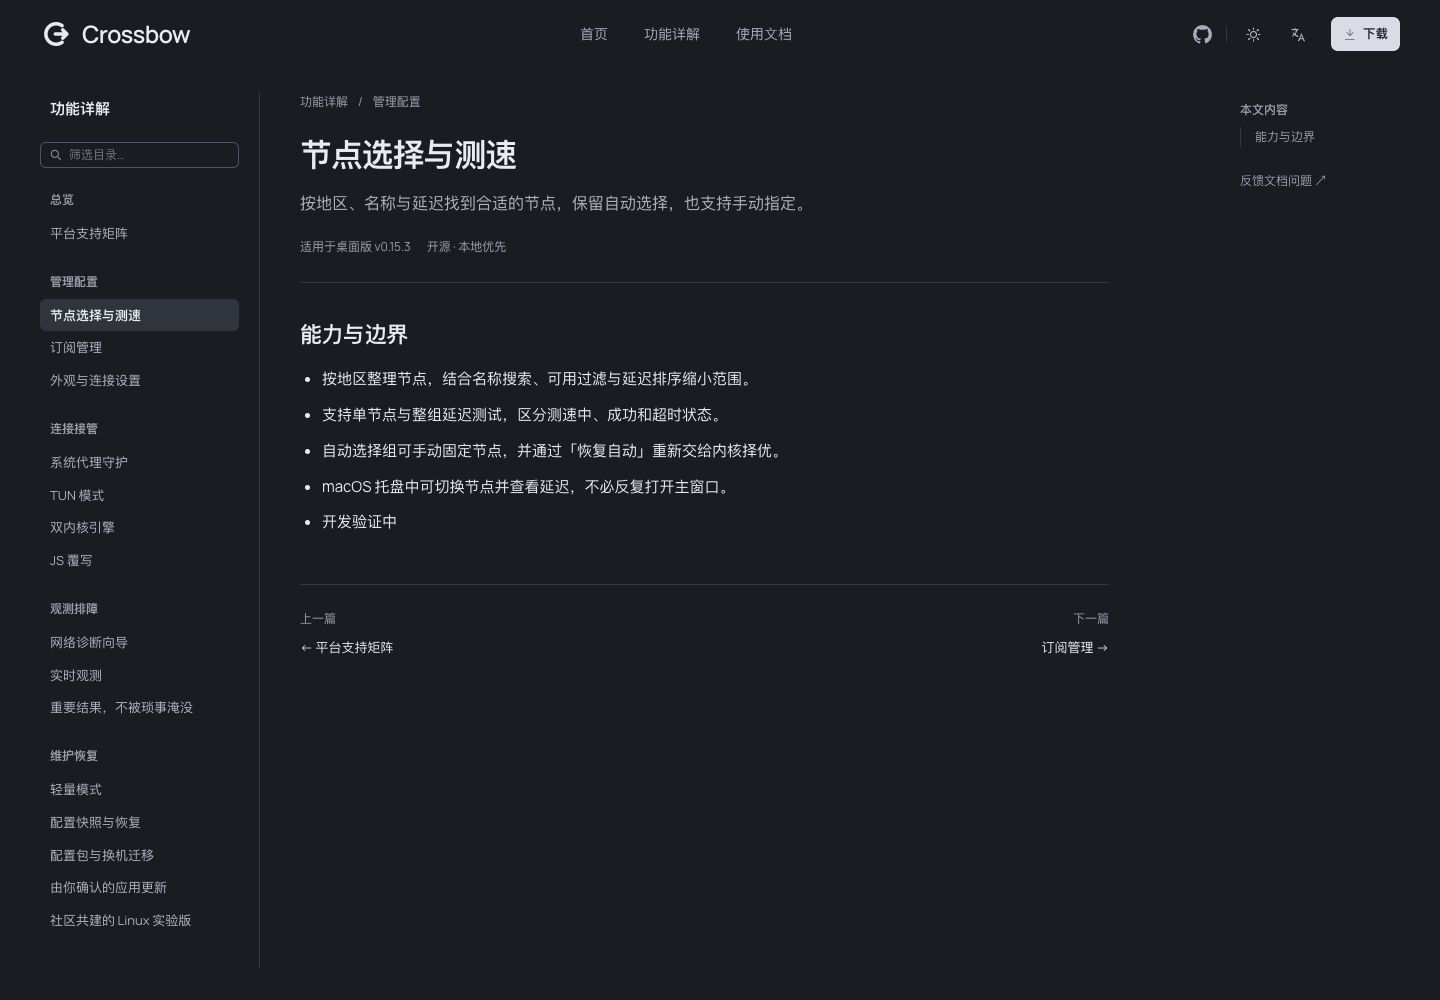 Crossbow
首页
功能详解
使用文档
下载
功能详解
筛选目录...
总览
平台支持矩阵
管理配置
节点选择与测速
订阅管理
外观与连接设置
连接接管
系统代理守护
TUN 模式
双内核引擎
JS 覆写
观测排障
网络诊断向导
实时观测
重要结果，不被琐事淹没
维护恢复
轻量模式
配置快照与恢复
配置包与换机迁移
由你确认的应用更新
社区共建的 Linux 实验版
功能详解 / 管理配置
节点选择与测速
按地区、名称与延迟找到合适的节点，保留自动选择，也支持手动指定。
适用于桌面版 v0.15.3 开源 · 本地优先
能力与边界
• 按地区整理节点，结合名称搜索、可用过滤与延迟排序缩小范围。
• 支持单节点与整组延迟测试，区分测速中、成功和超时状态。
• 自动选择组可手动固定节点，并通过「恢复自动」重新交给内核择优。
• macOS 托盘中可切换节点并查看延迟，不必反复打开主窗口。
• 开发验证中
上一篇
← 平台支持矩阵
下一篇
订阅管理 →
本文内容
能力与边界
反馈文档问题 ↗